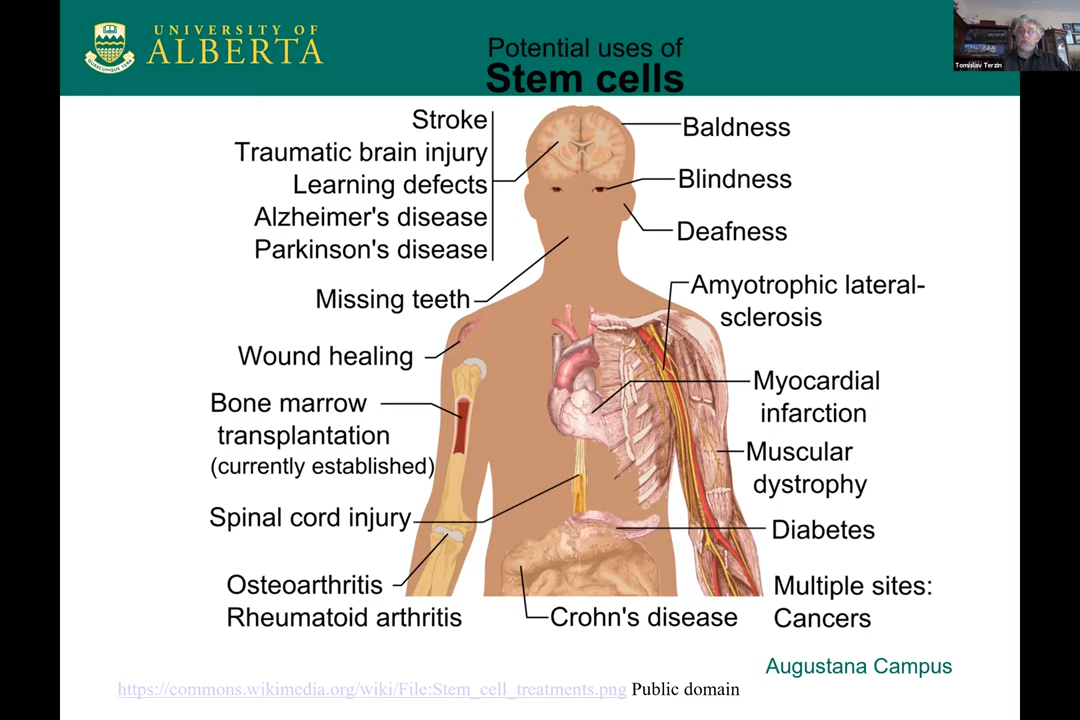 UNIVERSITY OF
ALBERTA
QUAECUMQUE VERA
Potential uses of
Stem cells
Tomislav Terzin
Stroke
Traumatic brain injury
Learning defects
Alzheimer's disease
Parkinson's disease
Missing teeth
Wound healing
Bone marrow
transplantation
(currently established)
Spinal cord injury
Osteoarthritis
Rheumatoid arthritis
Baldness
Blindness
Deafness
Amyotrophic lateral-
sclerosis
Myocardial
infarction
Muscular
dystrophy
Diabetes
Multiple sites:
Cancers
Crohn's disease
Augustana Campus
https://commons.wikimedia.org/wiki/File:Stem_cell_treatments.png Public domain